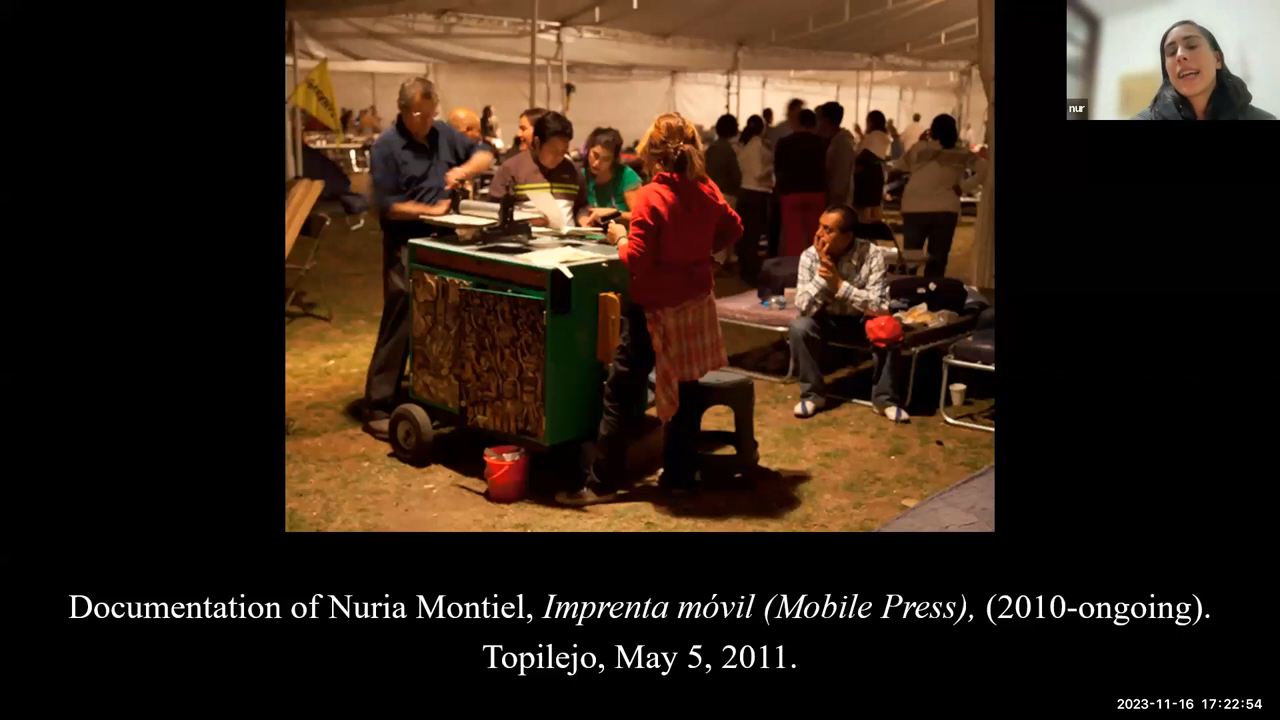 nur
Documentation of Nuria Montiel, Imprenta móvil (Mobile Press), (2010-ongoing).
Topilejo, May 5, 2011.
2023-11-16 17:22:54